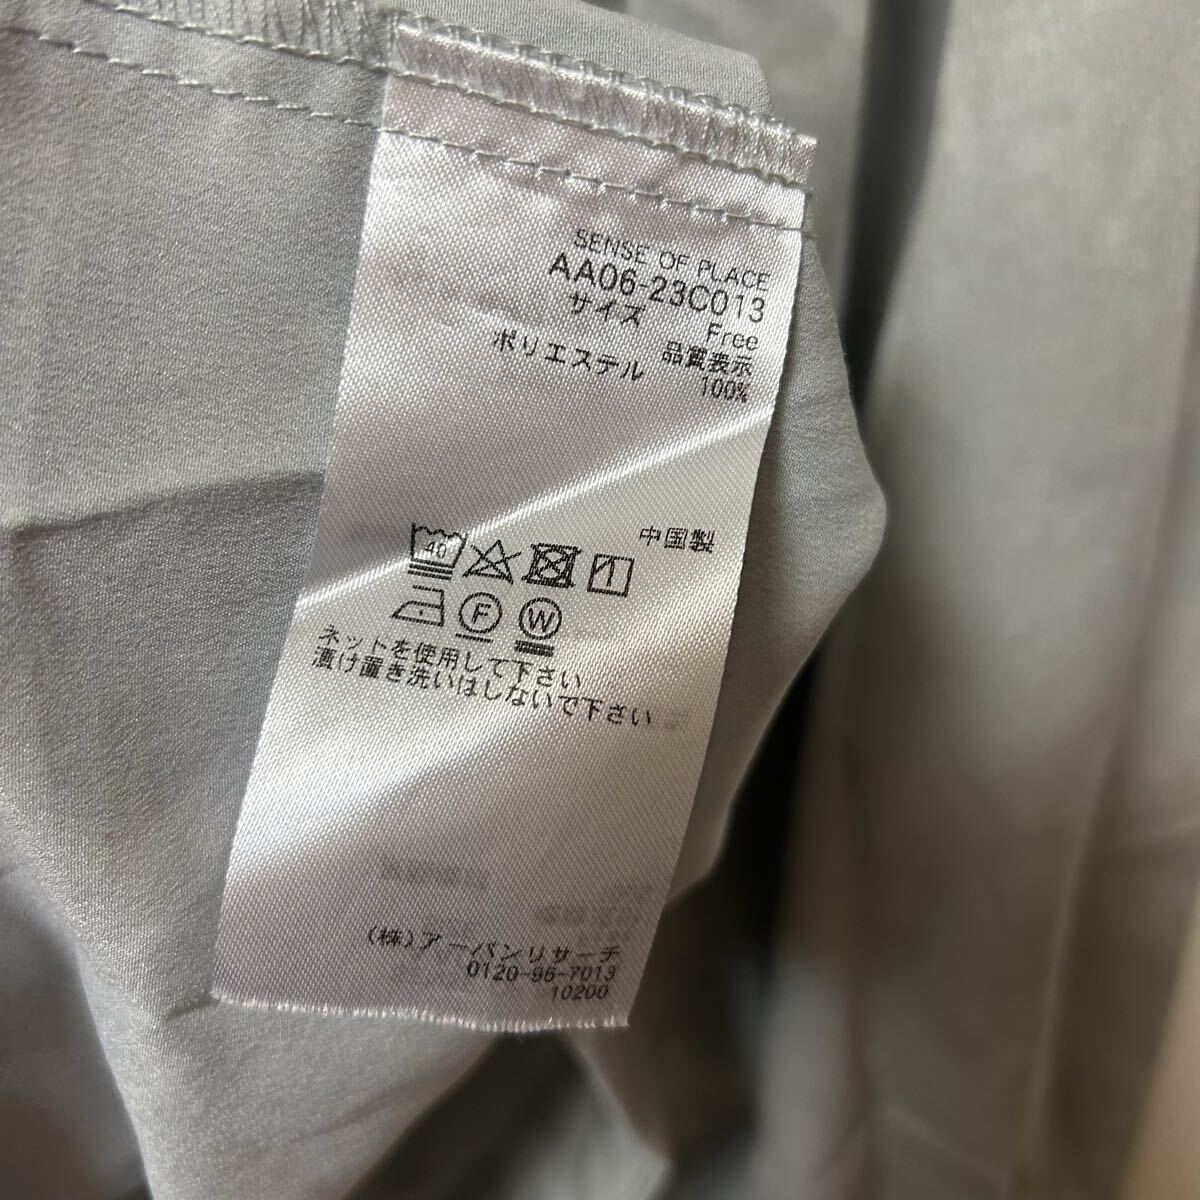 SENSE OF PLACE
AA06-23C013
サイズ Free
品質表示
ポリエステル 100%
中国製
40
F W
ネットを使用して下さい
漬け置き洗いはしないで下さい
(株)アーバンリサーチ
0120-96-7013
10200